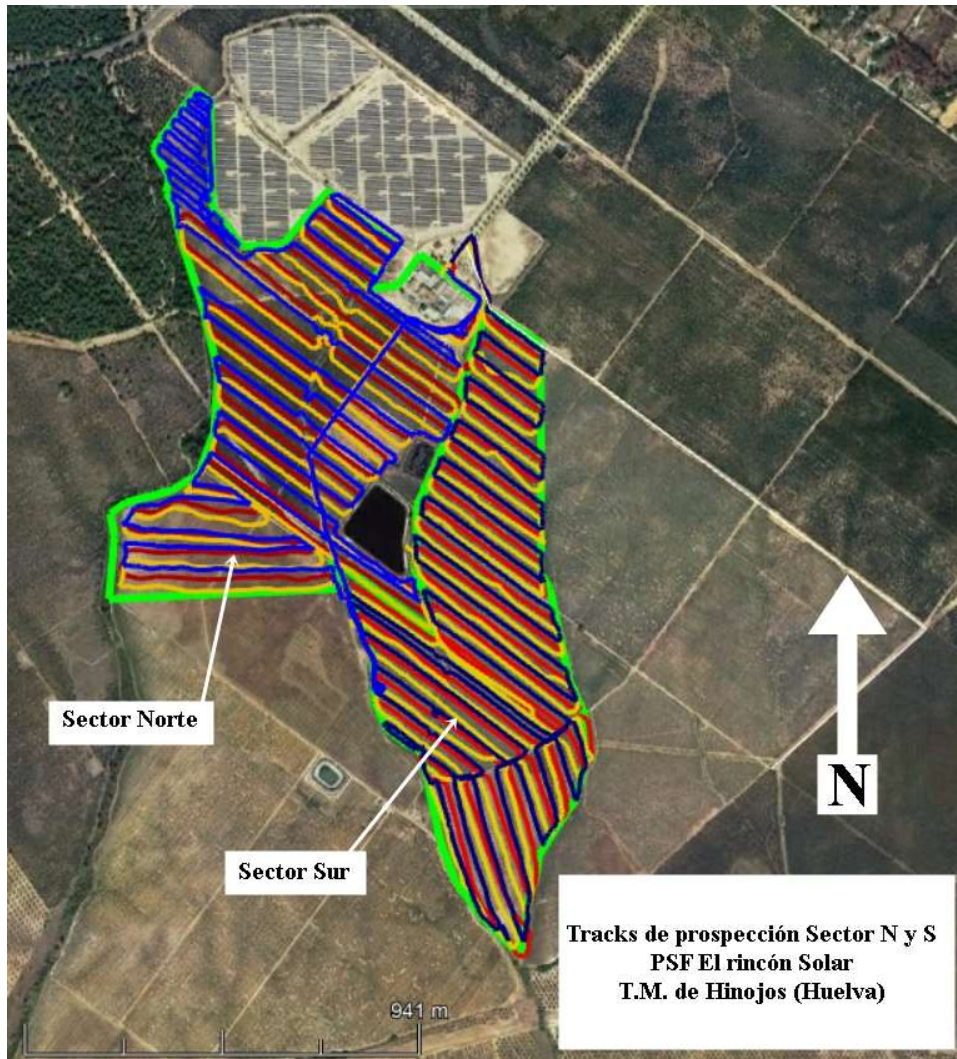 Sector Norte
N
Sector Sur
Tracks de prospección Sector N y S
PSF El rincón Solar
T.M. de Hinojos (Huelva)
941 m